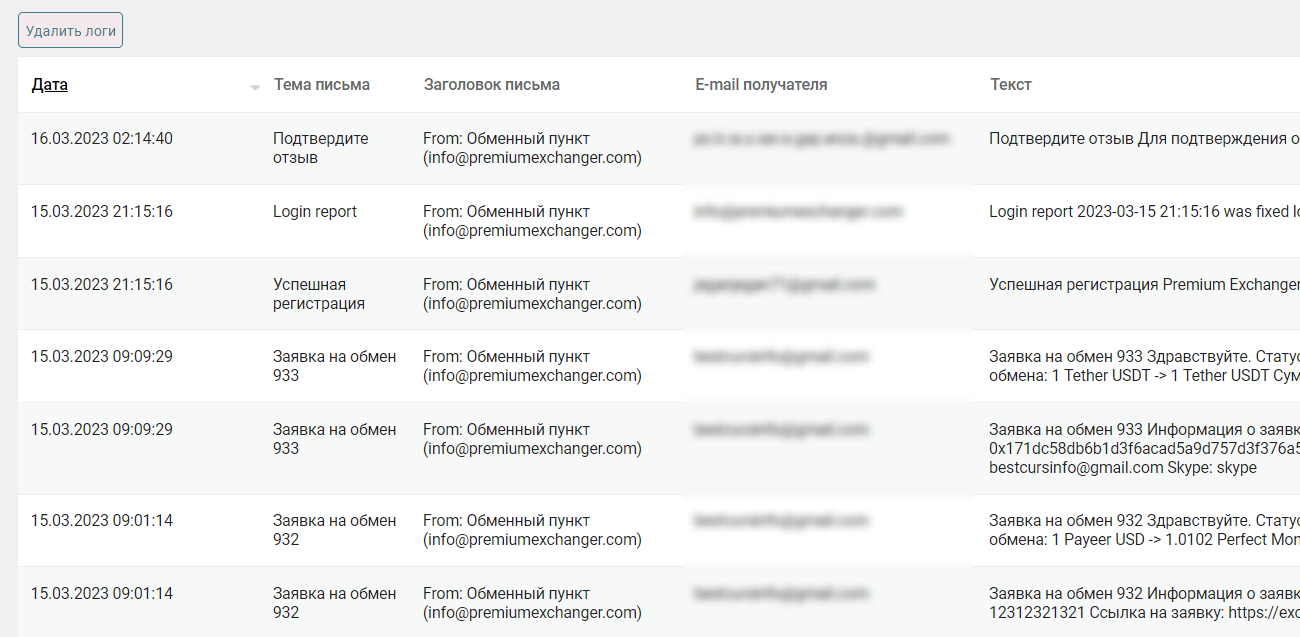 Удалить логи
Дата Тема письма Заголовок письма E-mail получателя Текст
16.03.2023 02:14:40 Подтвердите From: Обменный пункт Подтвердите отзыв Для подтверждения о
отзыв (info@premiumexchanger.com)
15.03.2023 21:15:16 Login report From: Обменный пункт Login report 2023-03-15 21:15:16 was fixed lo
(info@premiumexchanger.com)
15.03.2023 21:15:16 Успешная From: Обменный пункт Успешная регистрация Premium Exchanger
регистрация (info@premiumexchanger.com)
15.03.2023 09:09:29 Заявка на обмен From: Обменный пункт Заявка на обмен 933 Здравствуйте. Статус
933 (info@premiumexchanger.com) обмена: 1 Tether USDT -> 1 Tether USDT Сум
15.03.2023 09:09:29 Заявка на обмен From: Обменный пункт Заявка на обмен 933 Информация о заявк
933 (info@premiumexchanger.com) 0x171dc58db6b1d3f6acad5a9d757d3f376a5
bestcursinfo@gmail.com Skype: skype
15.03.2023 09:01:14 Заявка на обмен From: Обменный пункт Заявка на обмен 932 Здравствуйте. Статус
932 (info@premiumexchanger.com) обмена: 1 Payeer USD -> 1.0102 Perfect Mon
15.03.2023 09:01:14 Заявка на обмен From: Обменный пункт Заявка на обмен 932 Информация о заявк
932 (info@premiumexchanger.com) 12312321321 Ссылка на заявку: https://exc